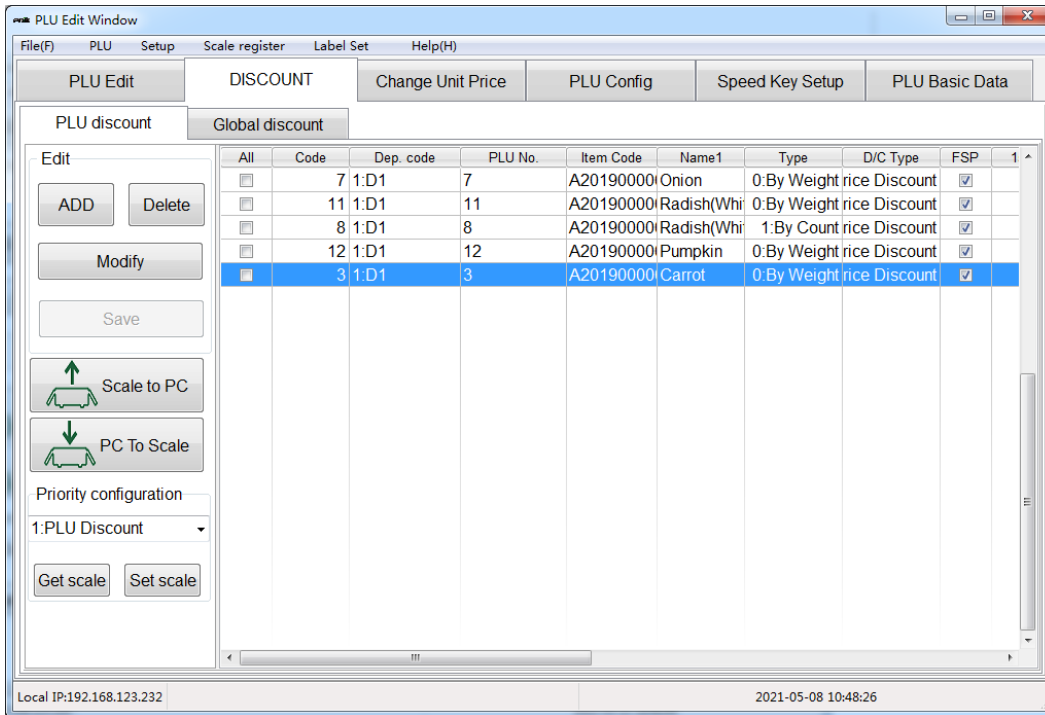 PLU Edit Window
File(F) PLU Setup Scale register Label Set Help(H)
PLU Edit DISCOUNT Change Unit Price PLU Config Speed Key Setup PLU Basic Data
PLU discount Global discount
Edit
ADD Delete
Modify
Save
Scale to PC
PC To Scale
Priority configuration
1:PLU Discount
Get scale Set scale
All Code Dep. code PLU No. Item Code Name1 Type D/C Type FSP 1
7 1:D1 7 A20190000 Onion 0:By Weight rice Discount
11 1:D1 11 A20190000 Radish(Whi 0:By Weight rice Discount
8 1:D1 8 A20190000 Radish(Whi 1:By Count rice Discount
12 1:D1 12 A20190000 Pumpkin 0:By Weight rice Discount
3 1:D1 3 A20190000 Carrot 0:By Weight rice Discount
Local IP:192.168.123.232 2021-05-08 10:48:26